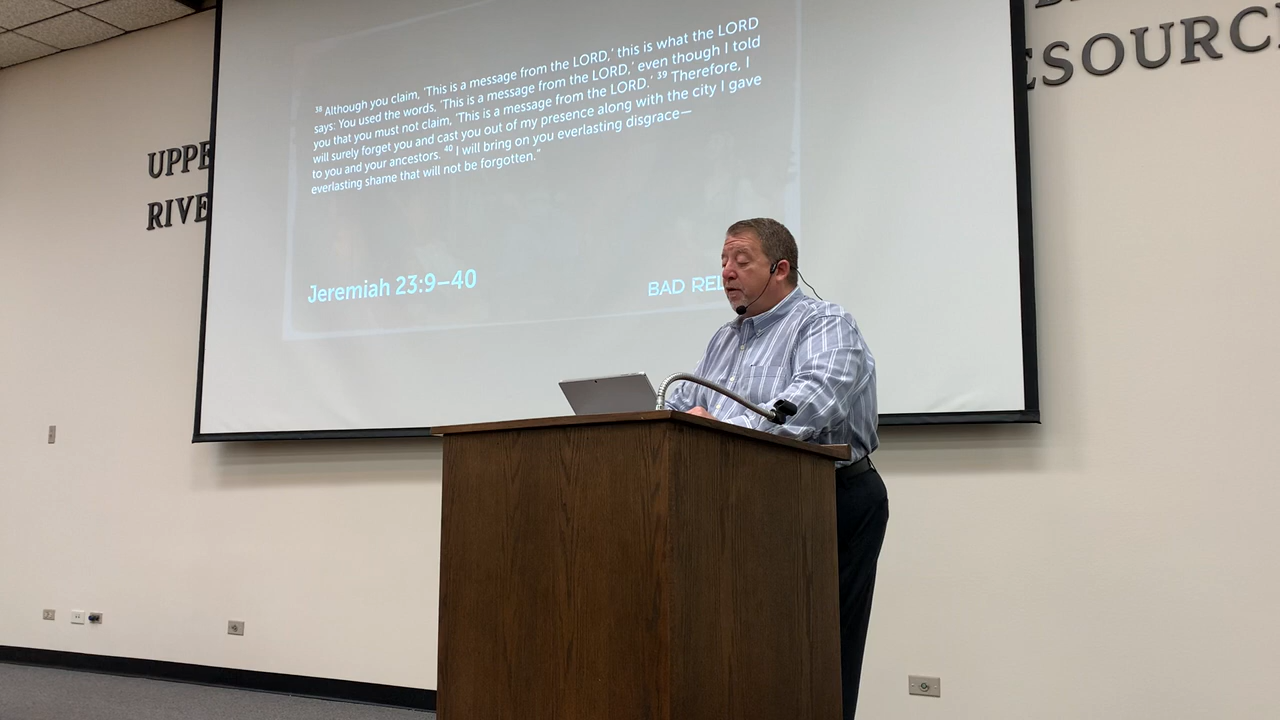 38 Although you claim, 'This is a message from the LORD,' this is what the LORD
says: You used the words, 'This is a message from the LORD,' even though I told
you that you must not claim, 'This is a message from the LORD.' 39 Therefore, I
will surely forget you and cast you out of my presence along with the city I gave
to you and your ancestors. 40 I will bring on you everlasting disgrace—
everlasting shame that will not be forgotten."
Jeremiah 23:9–40
BAD
UPPE
RIVE
ESOURC